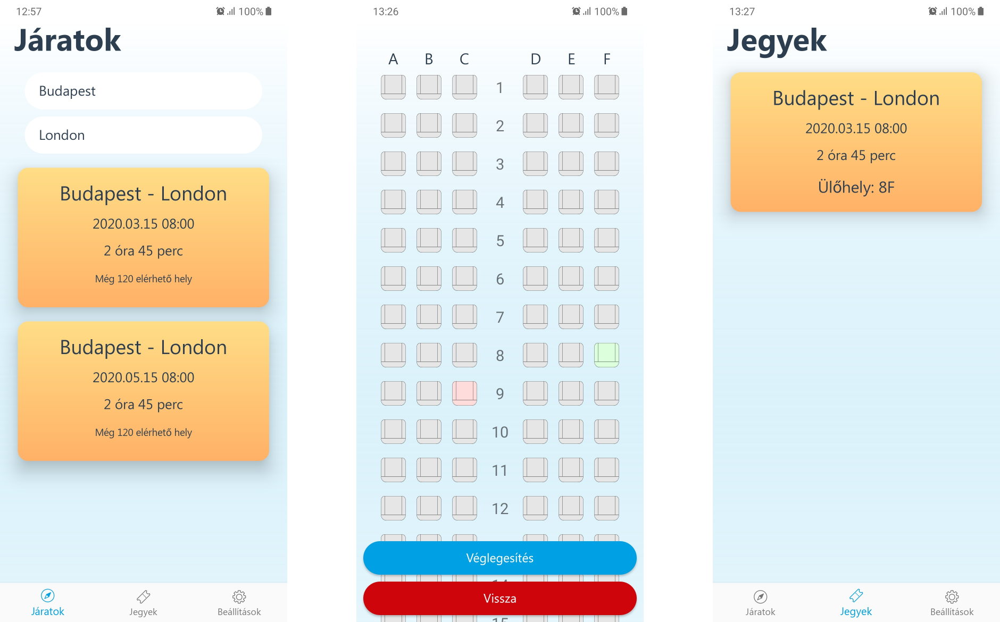 12:57
100%
Járatok
Budapest
London
Budapest - London
2020.03.15 08:00
2 óra 45 perc
Még 120 elérhető hely
Budapest - London
2020.05.15 08:00
2 óra 45 perc
Még 120 elérhető hely
Járatok
Jegyek
Beállítások
13:26
100%
A B C D E F
1
2
3
4
5
6
7
8
9
10
11
12
Véglegesítés
14
Vissza
15
13:27
100%
Jegyek
Budapest - London
2020.03.15 08:00
2 óra 45 perc
Ülőhely: 8F
Járatok
Jegyek
Beállítások